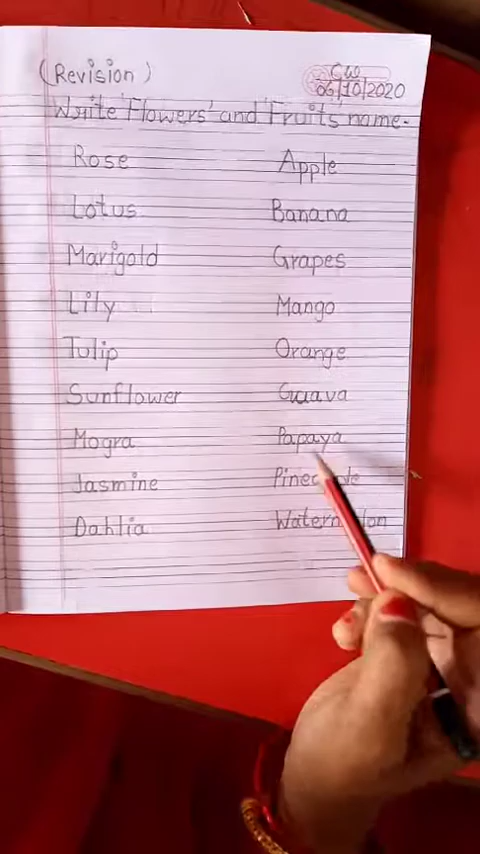 (Revision) CW
06/10/2020
Write 'Flowers' and 'Fruits' name.
Rose Apple
Lotus Banana
Marigold Grapes
Lily Mango
Tulip Orange
Sunflower Guava
Mogra Papaya
Jasmine
Dahlia